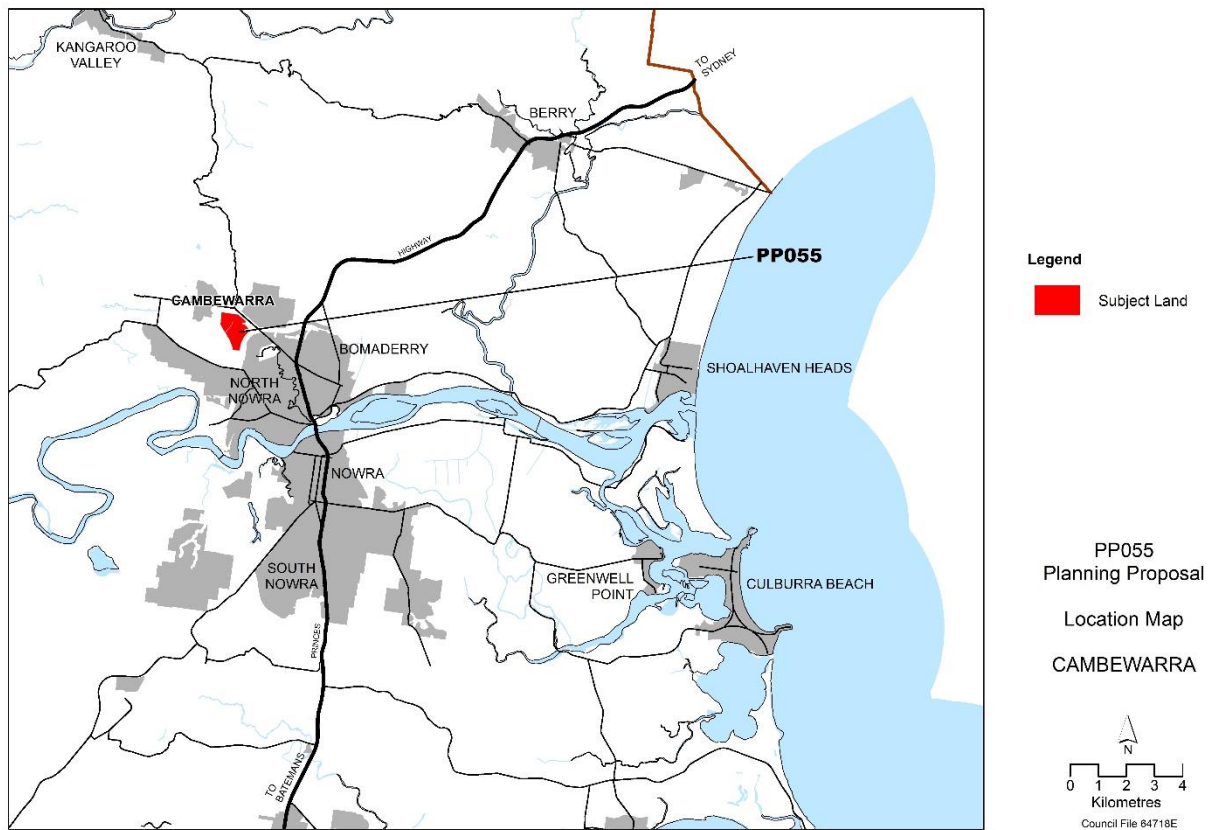 KANGAROO
VALLEY
TO
SYDNEY
BERRY
HIGHWAY
PP055
CAMBEWARRA
BOMADERRY
NORTH
NOWRA
SHOALHAVEN HEADS
NOWRA
SOUTH
NOWRA
GREENWELL
POINT
CULBURRA BEACH
PRINCES
TO
BATEMANS
Legend
Subject Land
PP055
Planning Proposal
Location Map
CAMBEWARRA
N
0 1 2 3 4
Kilometres
Council File 64718E